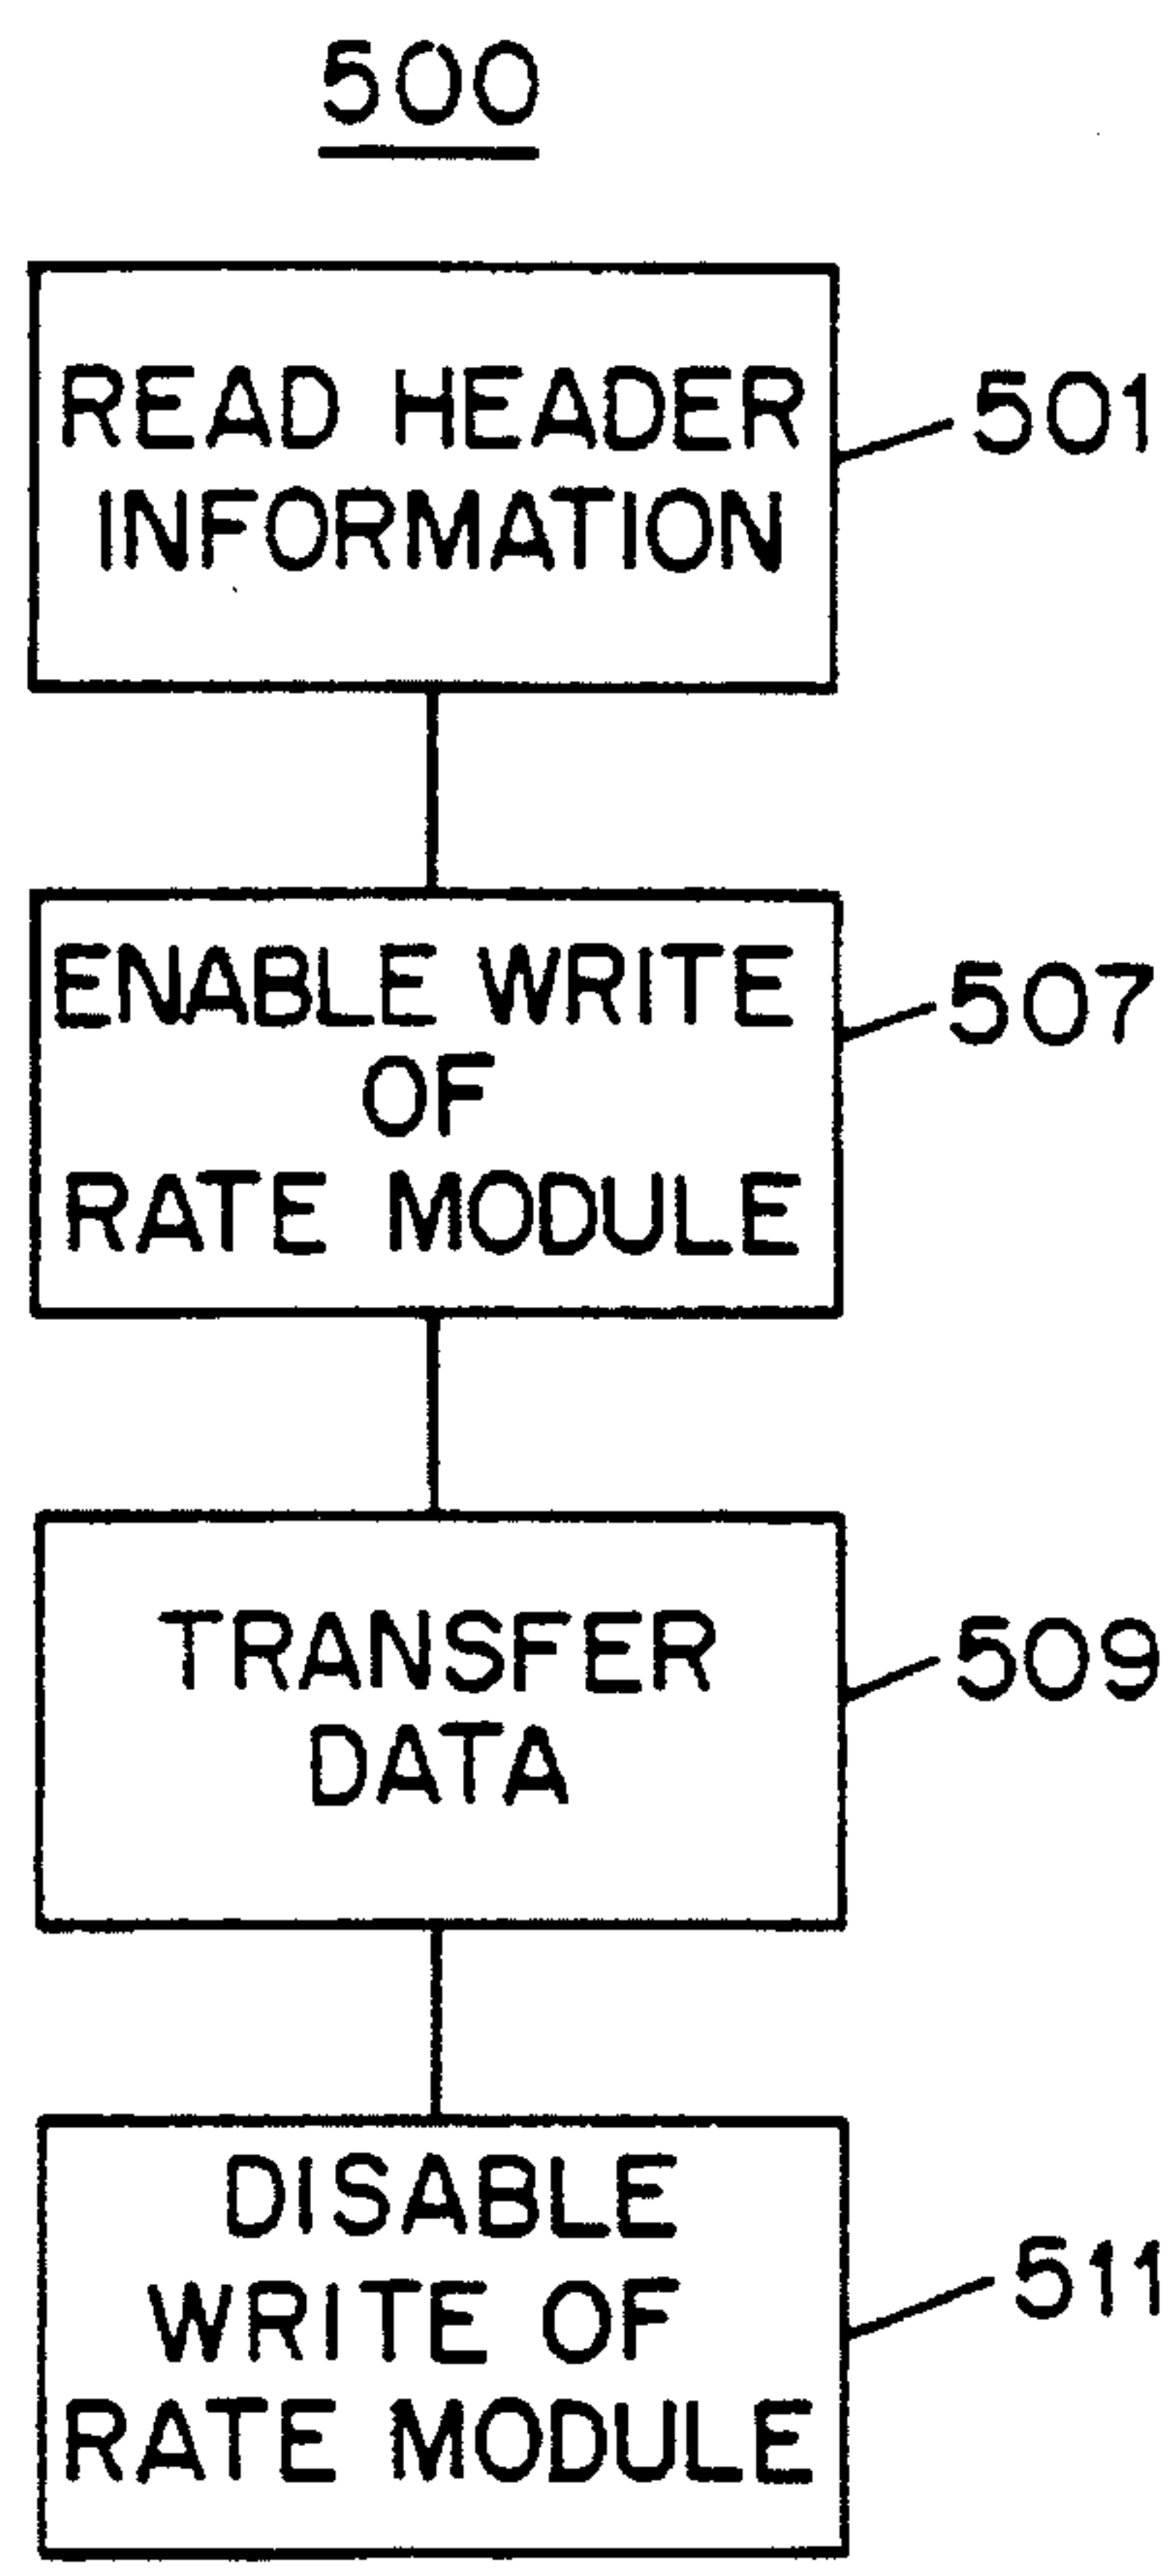 500
READ HEADER
INFORMATION
501
ENABLE WRITE
OF
RATE MODULE
507
TRANSFER
DATA
509
DISABLE
WRITE OF
RATE MODULE
511